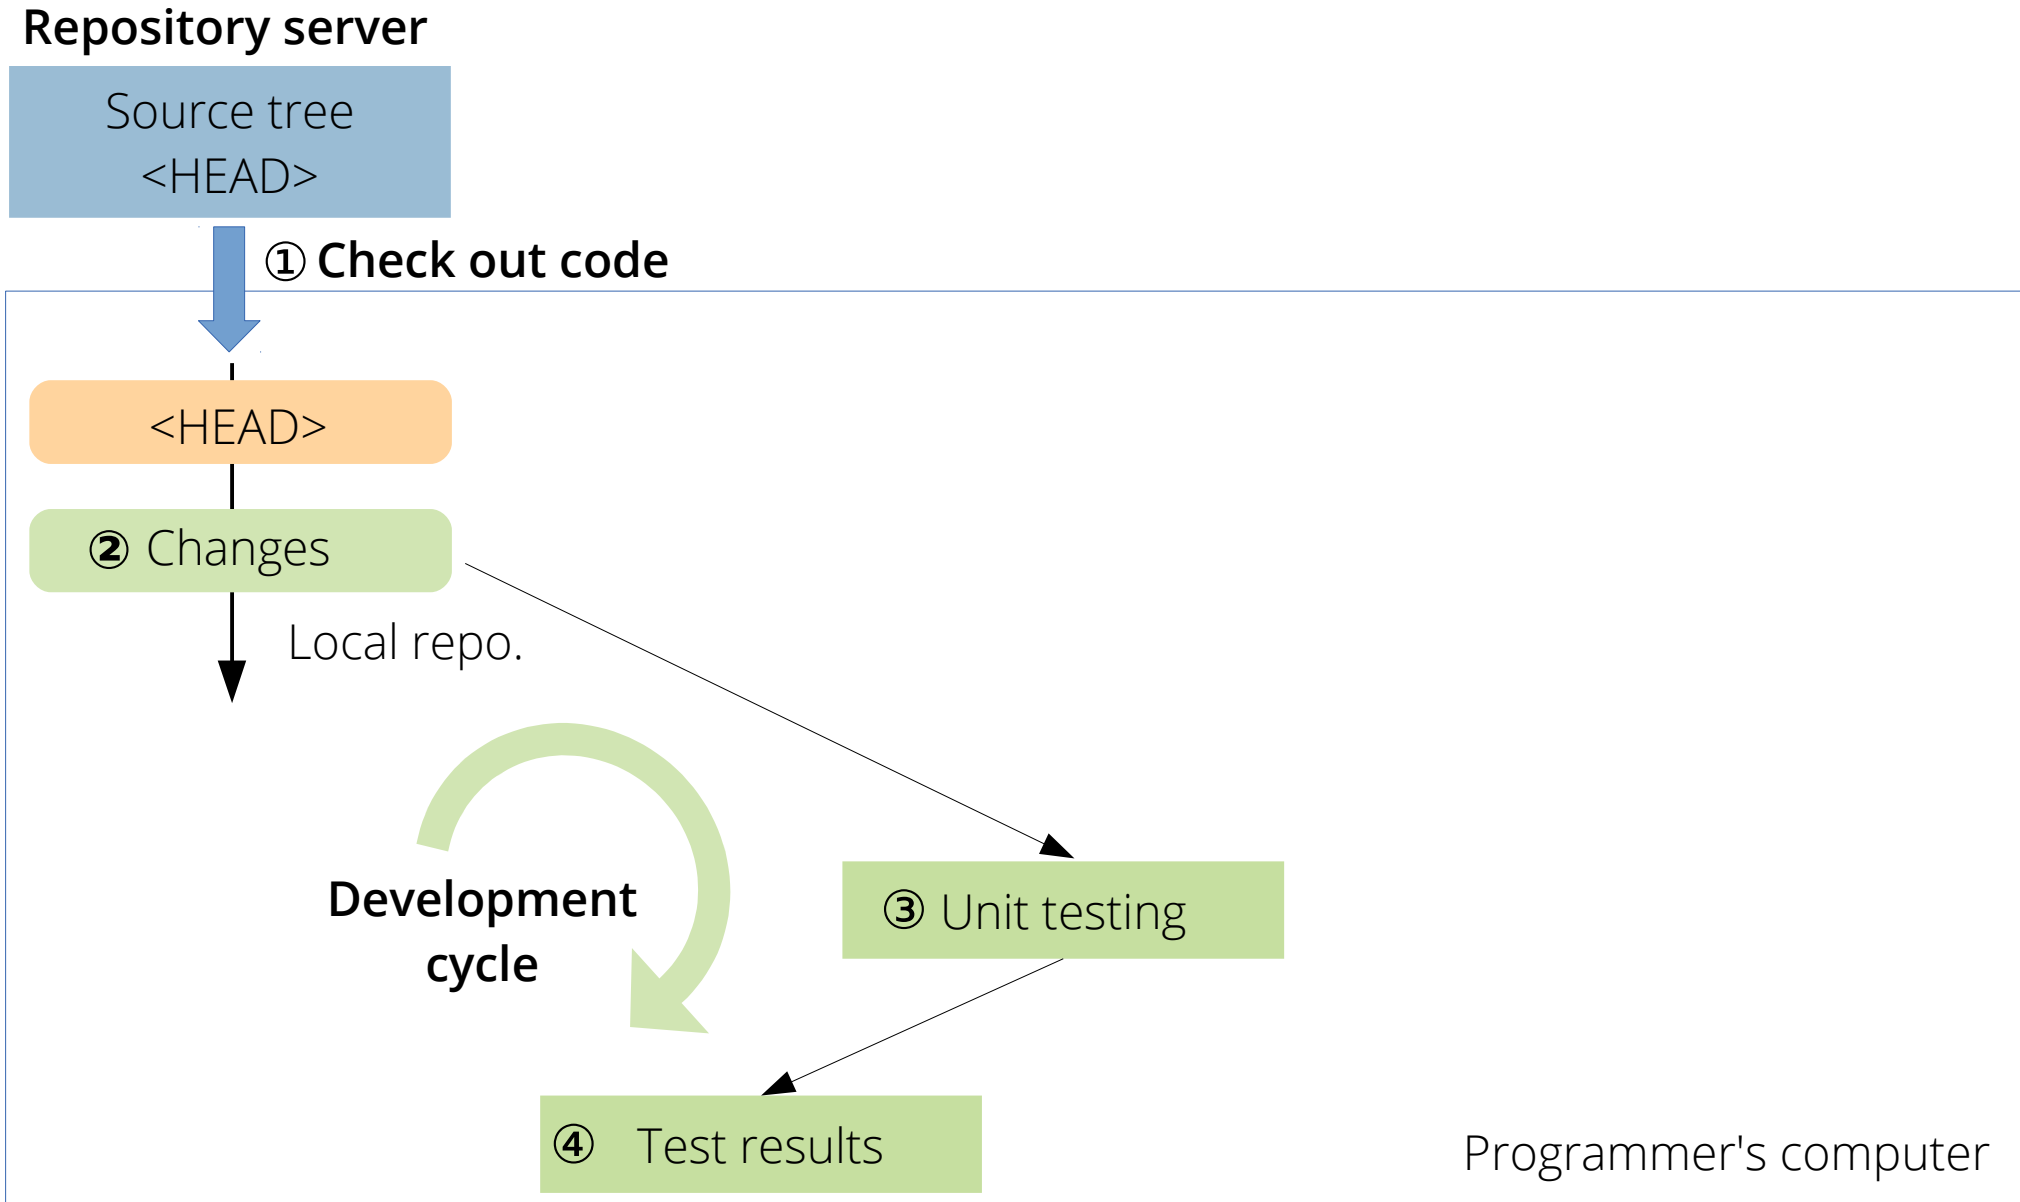 Repository server
Source tree
<HEAD>
① Check out code
<HEAD>
② Changes
Local repo.
Development
cycle
③ Unit testing
④ Test results
Programmer's computer